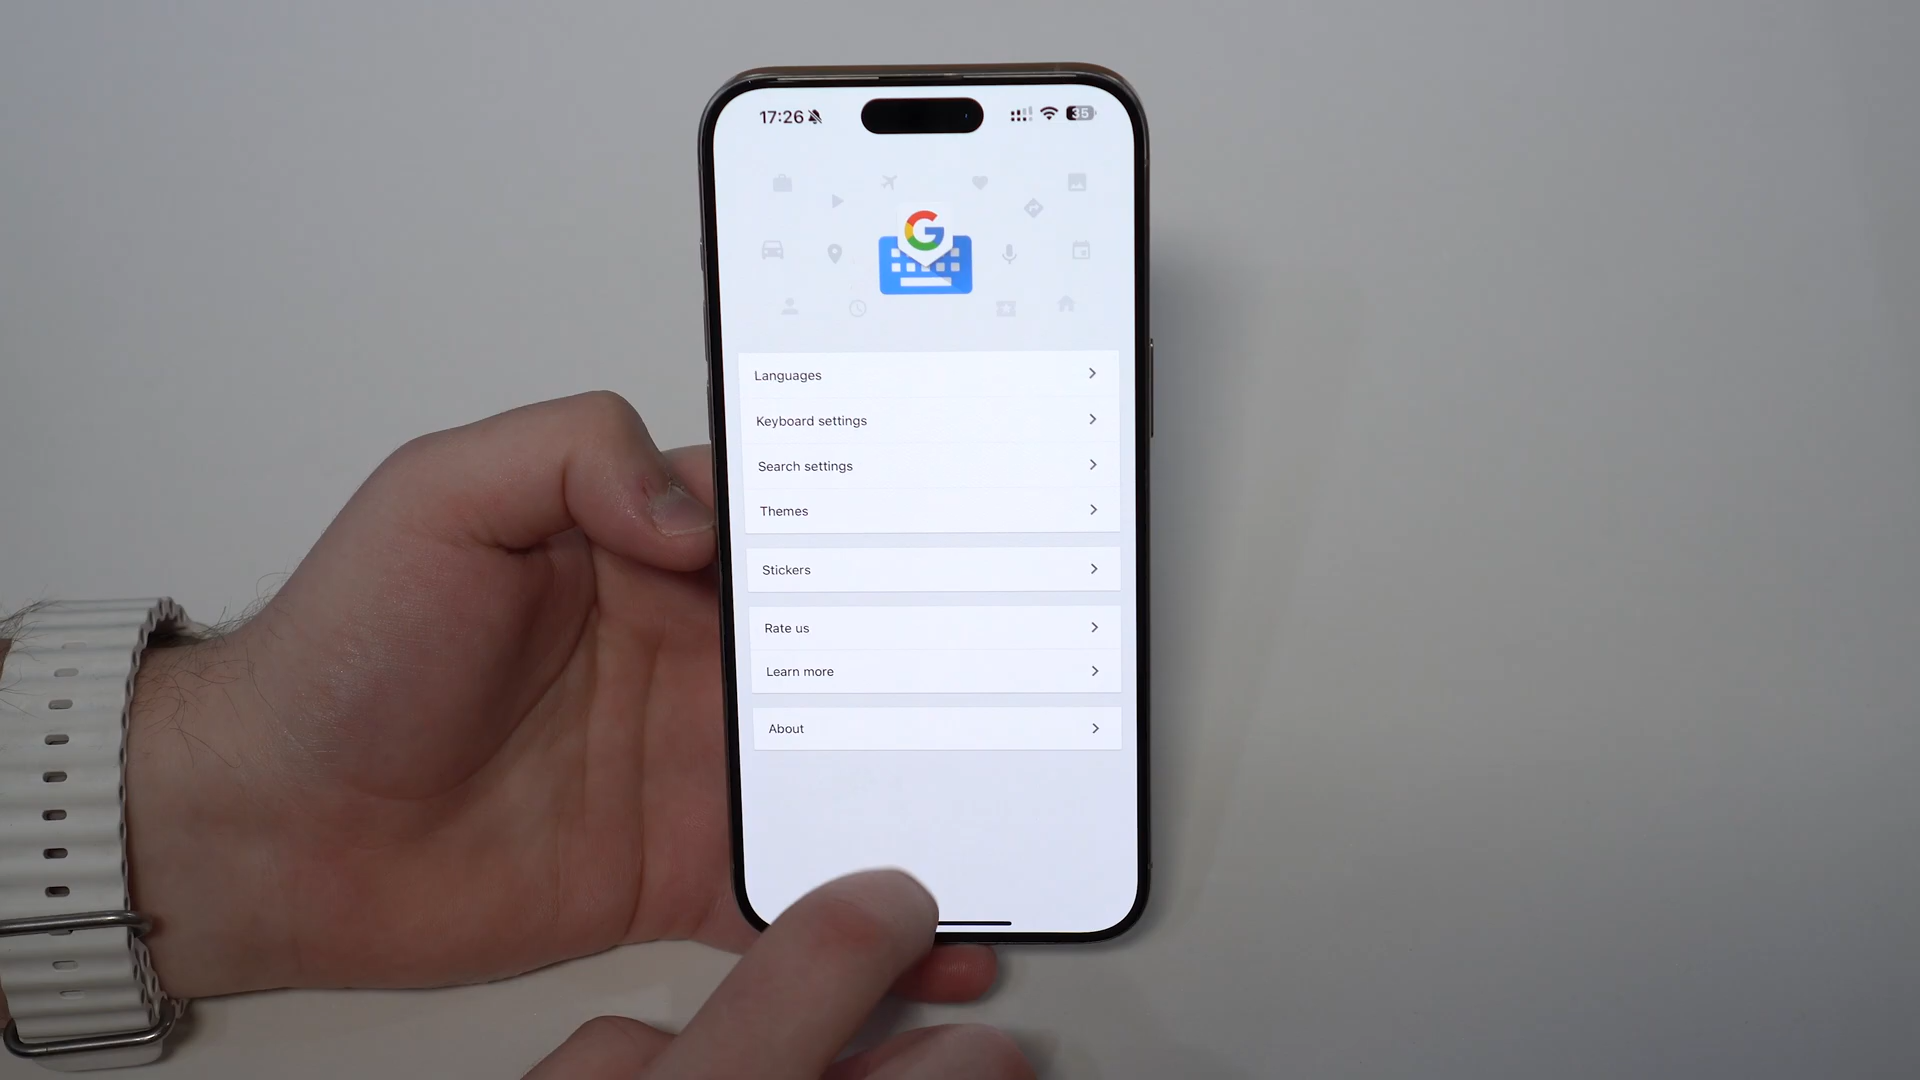 17:26
35
G
Languages
Keyboard settings
Search settings
Themes
Stickers
Rate us
Learn more
About